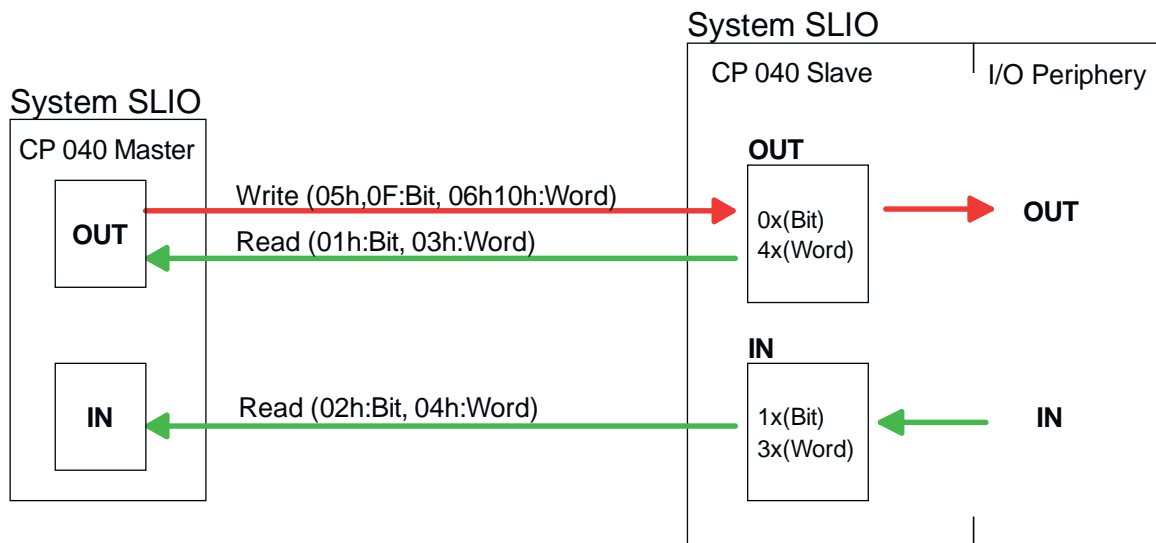 System SLIO
CP 040 Slave
I/O Periphery
System SLIO
CP 040 Master
OUT
Write (05h,0F:Bit, 06h10h:Word)
OUT
0x(Bit)
OUT
Read (01h:Bit, 03h:Word)
4x(Word)
IN
Read (02h:Bit, 04h:Word)
1x(Bit)
IN
IN
3x(Word)